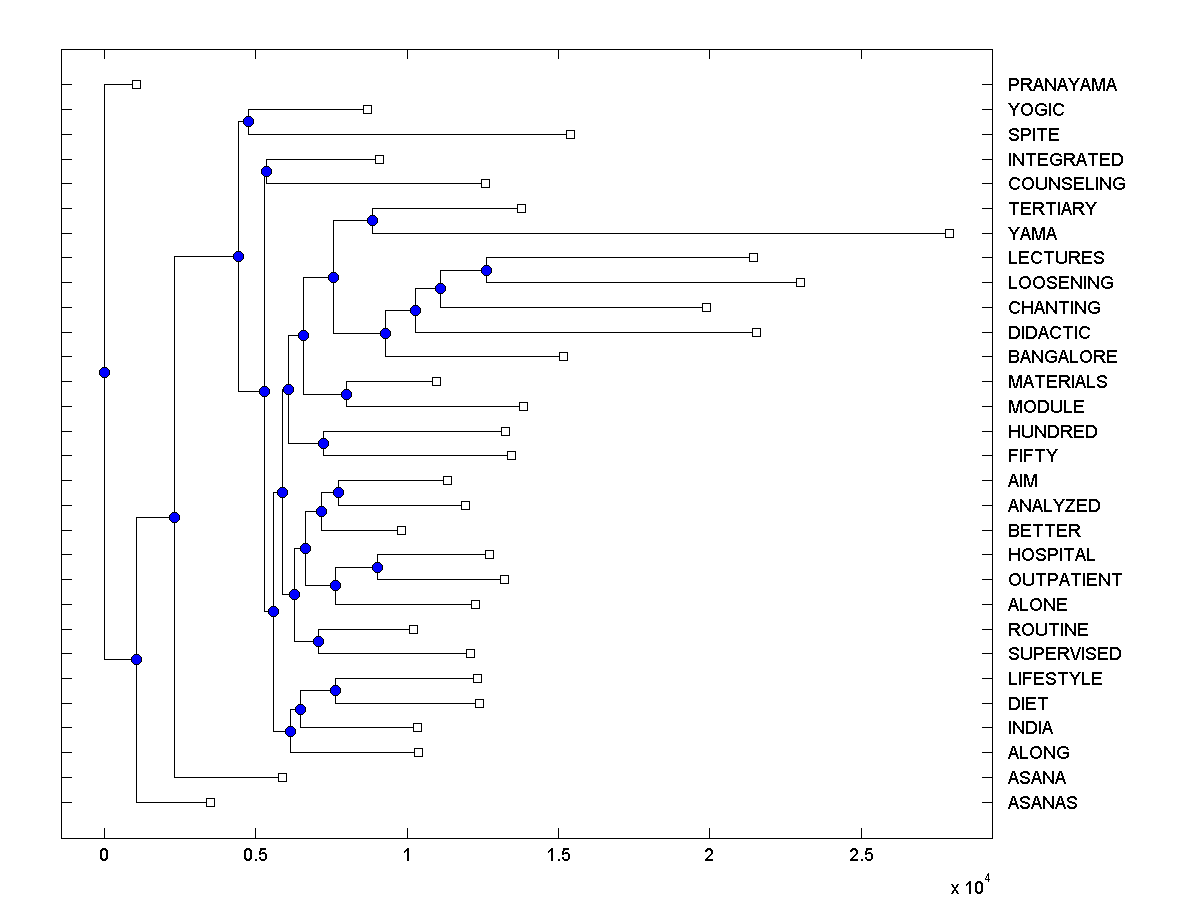 PRANAYAMA
YOGIC
SPITE
INTEGRATED
COUNSELING
TERTIARY
YAMA
LECTURES
LOOSENING
CHANTING
DIDACTIC
BANGALORE
MATERIALS
MODULE
HUNDRED
FIFTY
AIM
ANALYZED
BETTER
HOSPITAL
OUTPATIENT
ALONE
ROUTINE
SUPERVISED
LIFESTYLE
DIET
INDIA
ALONG
ASANA
ASANAS
0 0.5 1 1.5 2 2.5
x 10^4